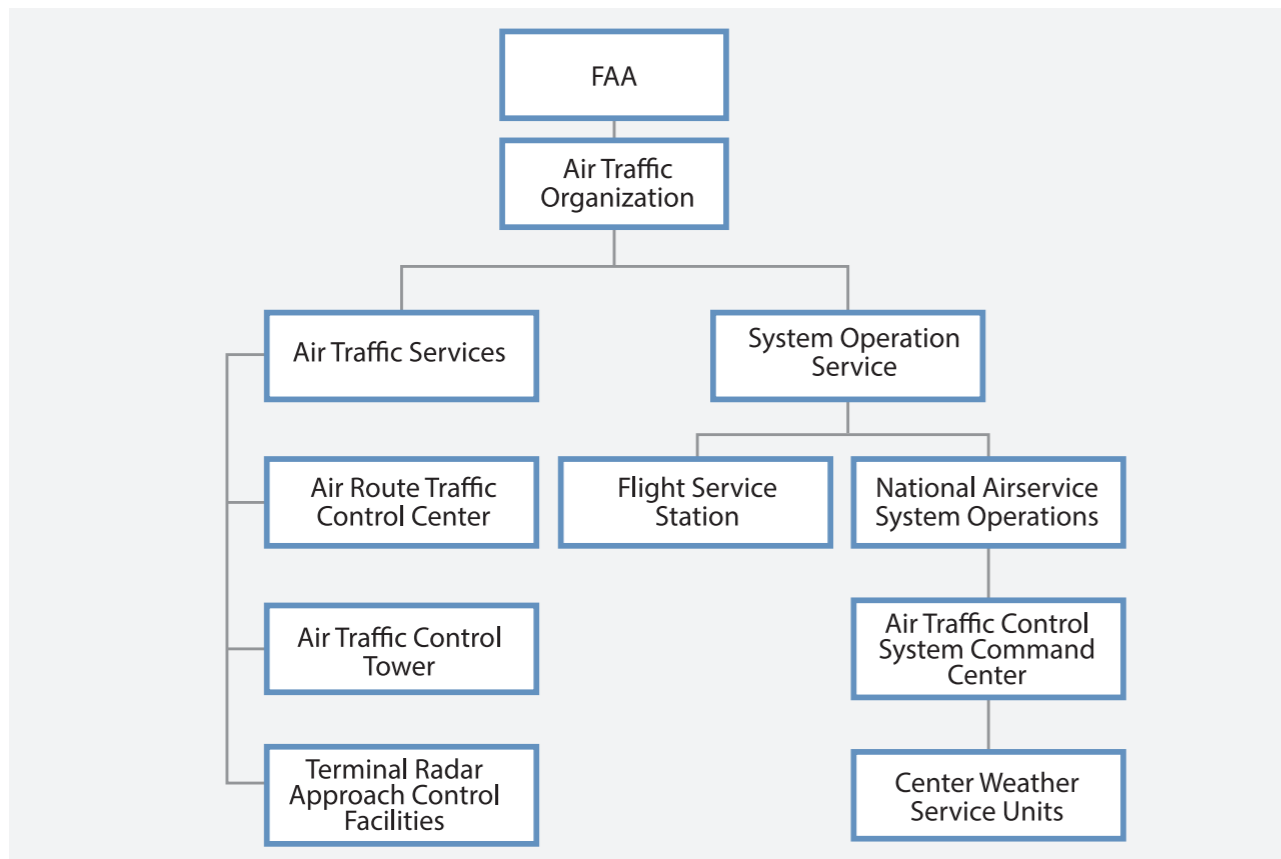 FAA
Air Traffic
Organization
Air Traffic Services
System Operation
Service
Air Route Traffic
Control Center
Flight Service
Station
National Airservice
System Operations
Air Traffic Control
Tower
Air Traffic Control
System Command
Center
Terminal Radar
Approach Control
Facilities
Center Weather
Service Units